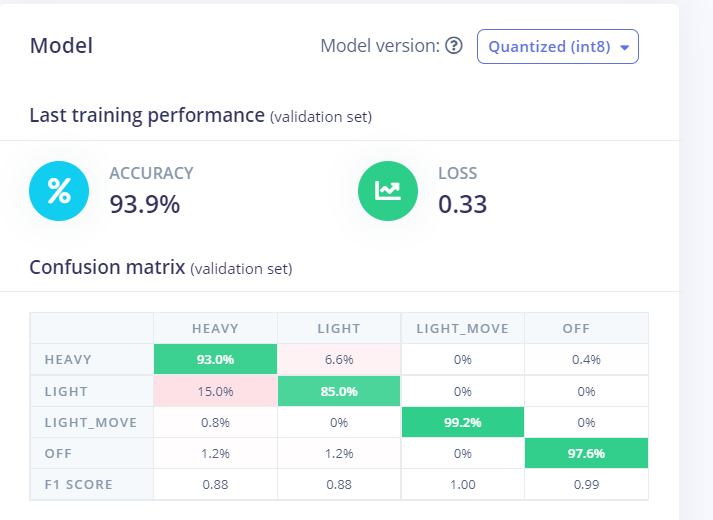 Model
Model version: ? Quantized (int8)
Last training performance (validation set)
% ACCURACY 93.9%
LOSS 0.33
Confusion matrix (validation set)
HEAVY LIGHT LIGHT_MOVE OFF
HEAVY 93.0% 6.6% 0% 0.4%
LIGHT 15.0% 85.0% 0% 0%
LIGHT_MOVE 0.8% 0% 99.2% 0%
OFF 1.2% 1.2% 0% 97.6%
F1 SCORE 0.88 0.88 1.00 0.99